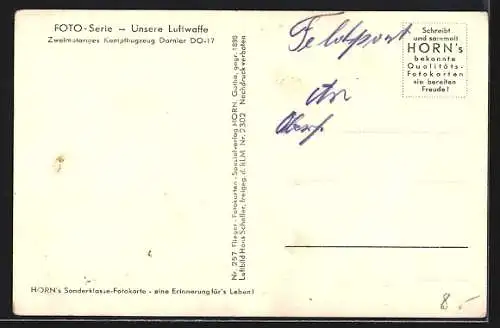 FOTO-Serie — Unsere Luftwaffe
Zweimotoriges Kampfflugzeug Dornier DO-17
Feldpost
An
Schreibt
und sammelt
HORN's
bekannte
Qualitäts-
Fotokarten
sie bereiten
Freude!
Nr. 257 Flieger-Fotokarten-Spezialverlag HORN, Gotha, gegr. 1898
Luftbild Hans Schaller, freigeg. d. RLM. Nr. 2302 Nachdruck verboten
HORN's Sonderklasse-Fotokarte - eine Erinnerung für's Leben!
8.-